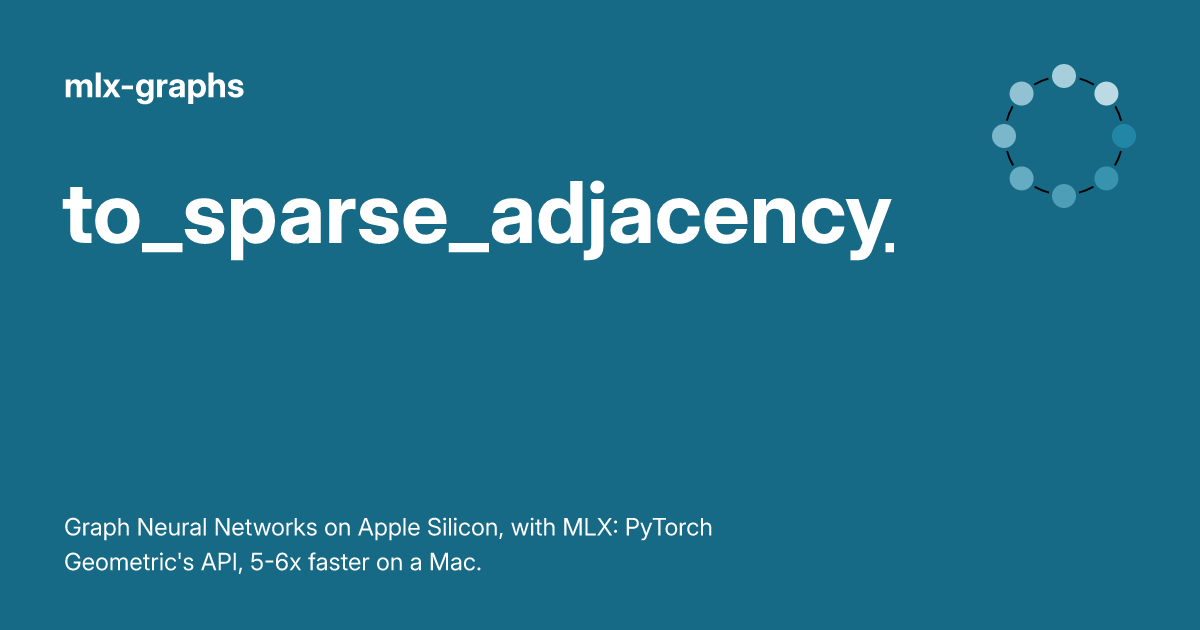 mlx-graphs
to_sparse_adjacency.
Graph Neural Networks on Apple Silicon, with MLX: PyTorch
Geometric's API, 5-6x faster on a Mac.